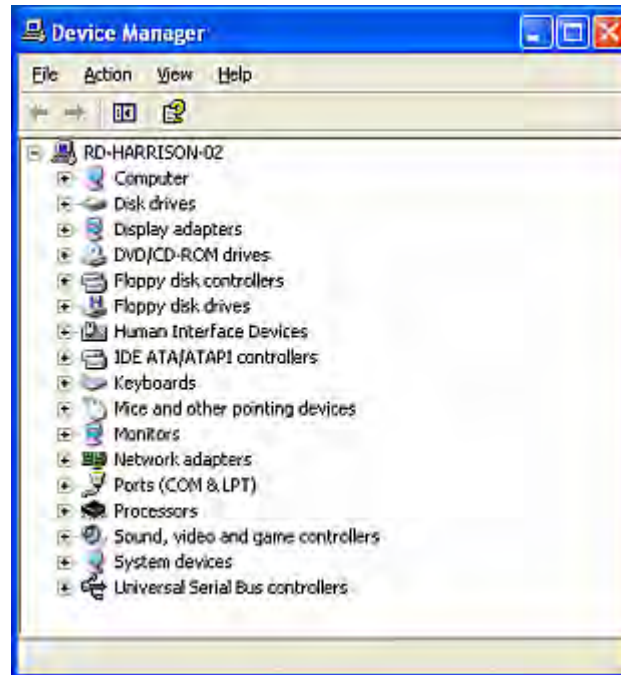 Device Manager
File Action View Help
RD-HARRISON-02
Computer
Disk drives
Display adapters
DVD/CD-ROM drives
Floppy disk controllers
Floppy disk drives
Human Interface Devices
IDE ATA/ATAPI controllers
Keyboards
Mice and other pointing devices
Monitors
Network adapters
Ports (COM & LPT)
Processors
Sound, video and game controllers
System devices
Universal Serial Bus controllers